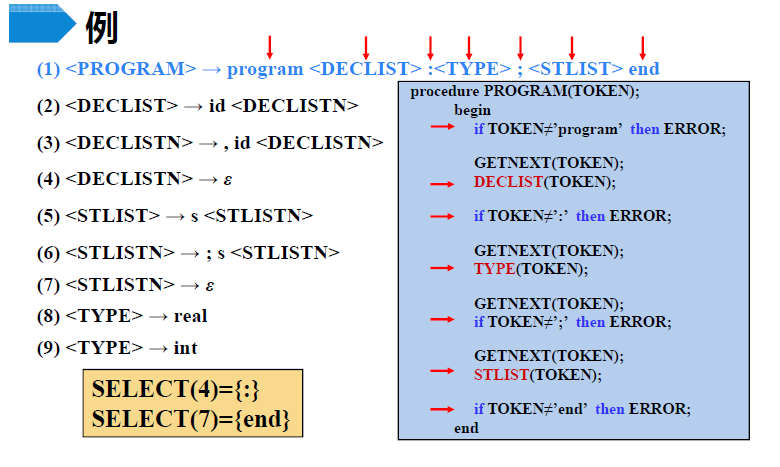 例
(1) <PROGRAM> → program <DECLIST> :<TYPE> ; <STLIST> end
(2) <DECLIST> → id <DECLISTN>
(3) <DECLISTN> → , id <DECLISTN>
(4) <DECLISTN> → ε
(5) <STLIST> → s <STLISTN>
(6) <STLISTN> → ; s <STLISTN>
(7) <STLISTN> → ε
(8) <TYPE> → real
(9) <TYPE> → int
SELECT(4)={:}
SELECT(7)={end}
procedure PROGRAM(TOKEN);
begin
if TOKEN≠’program’ then ERROR;
GETNEXT(TOKEN);
DECLIST(TOKEN);
if TOKEN≠’:’ then ERROR;
GETNEXT(TOKEN);
TYPE(TOKEN);
GETNEXT(TOKEN);
if TOKEN≠’;’ then ERROR;
GETNEXT(TOKEN);
STLIST(TOKEN);
if TOKEN≠’end’ then ERROR;
end